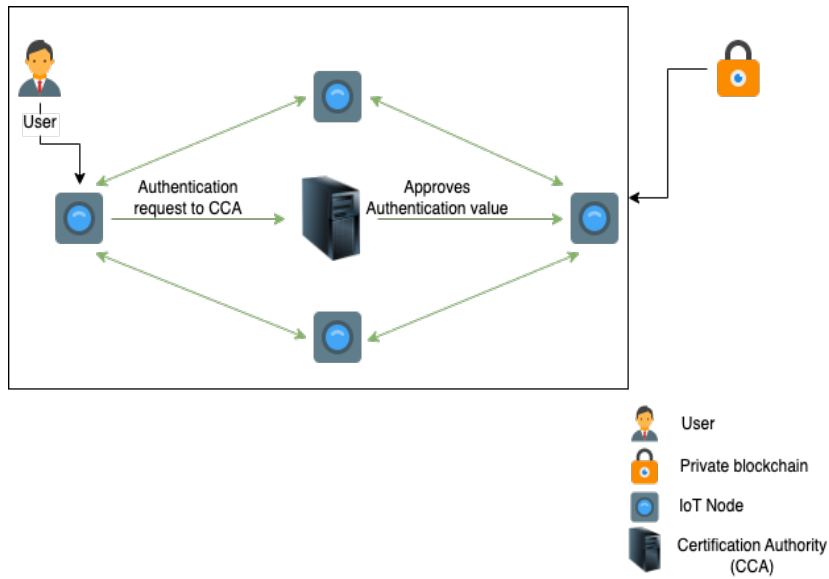 User
Authentication
request to CCA
Approves
Authentication value
User
Private blockchain
IoT Node
Certification Authority
(CCA)